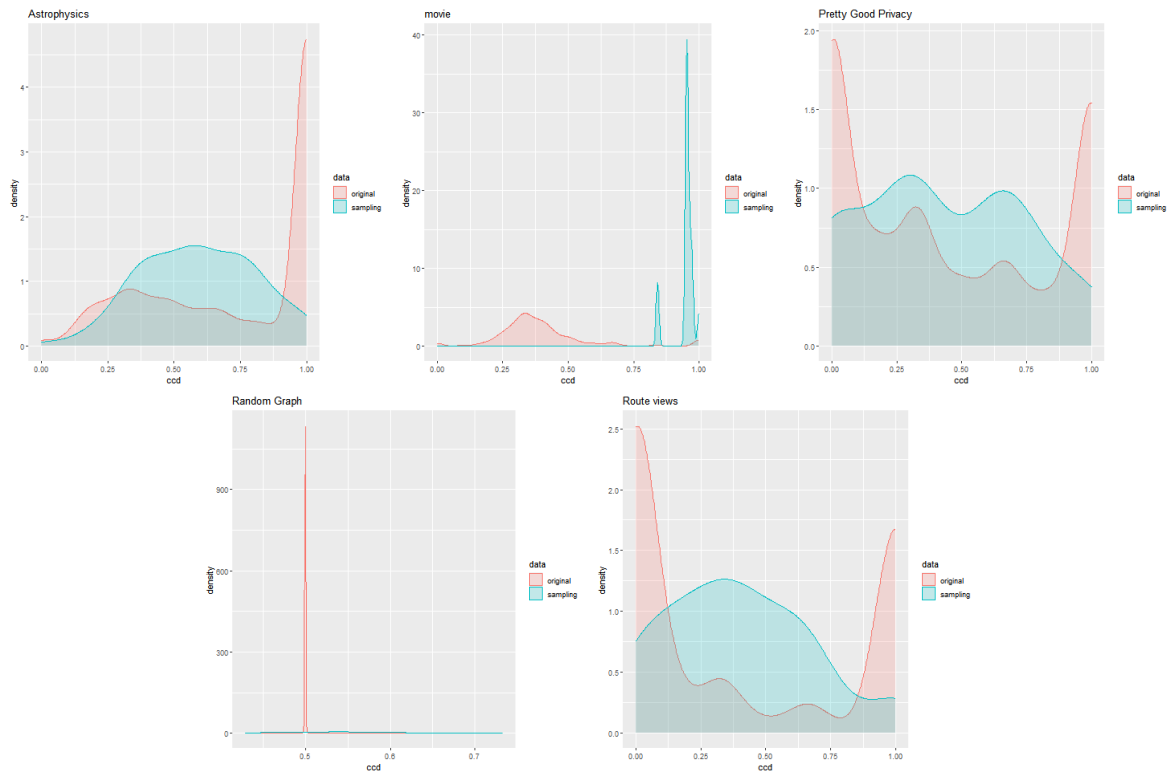 Astrophysics
density
4
3
2
1
0
0.00 0.25 0.50 0.75 1.00
ccd
data
original
sampling
movie
density
40
30
20
10
0
0.00 0.25 0.50 0.75 1.00
ccd
data
original
sampling
Pretty Good Privacy
density
2.0
1.5
1.0
0.5
0.0
0.00 0.25 0.50 0.75 1.00
ccd
data
original
sampling
Random Graph
density
900
600
300
0
0.5 0.6 0.7
ccd
data
original
sampling
Route views
density
2.5
2.0
1.5
1.0
0.5
0.0
0.00 0.25 0.50 0.75 1.00
ccd
data
original
sampling